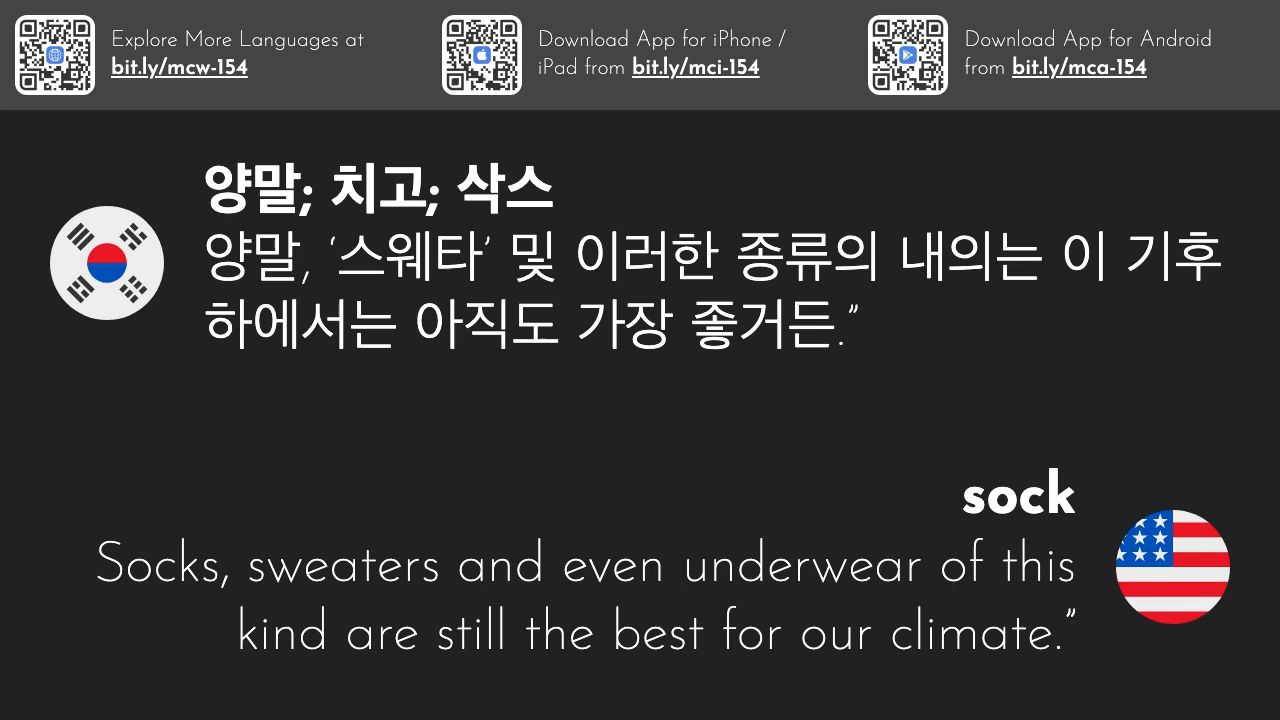 Explore More Languages at
bit.ly/mcw-154
Download App for iPhone /
iPad from bit.ly/mci-154
Download App for Android
from bit.ly/mca-154
양말; 치고; 삭스
양말, ‘스웨타’ 및 이러한 종류의 내의는 이 기후
하에서는 아직도 가장 좋거든.”
sock
Socks, sweaters and even underwear of this
kind are still the best for our climate.”